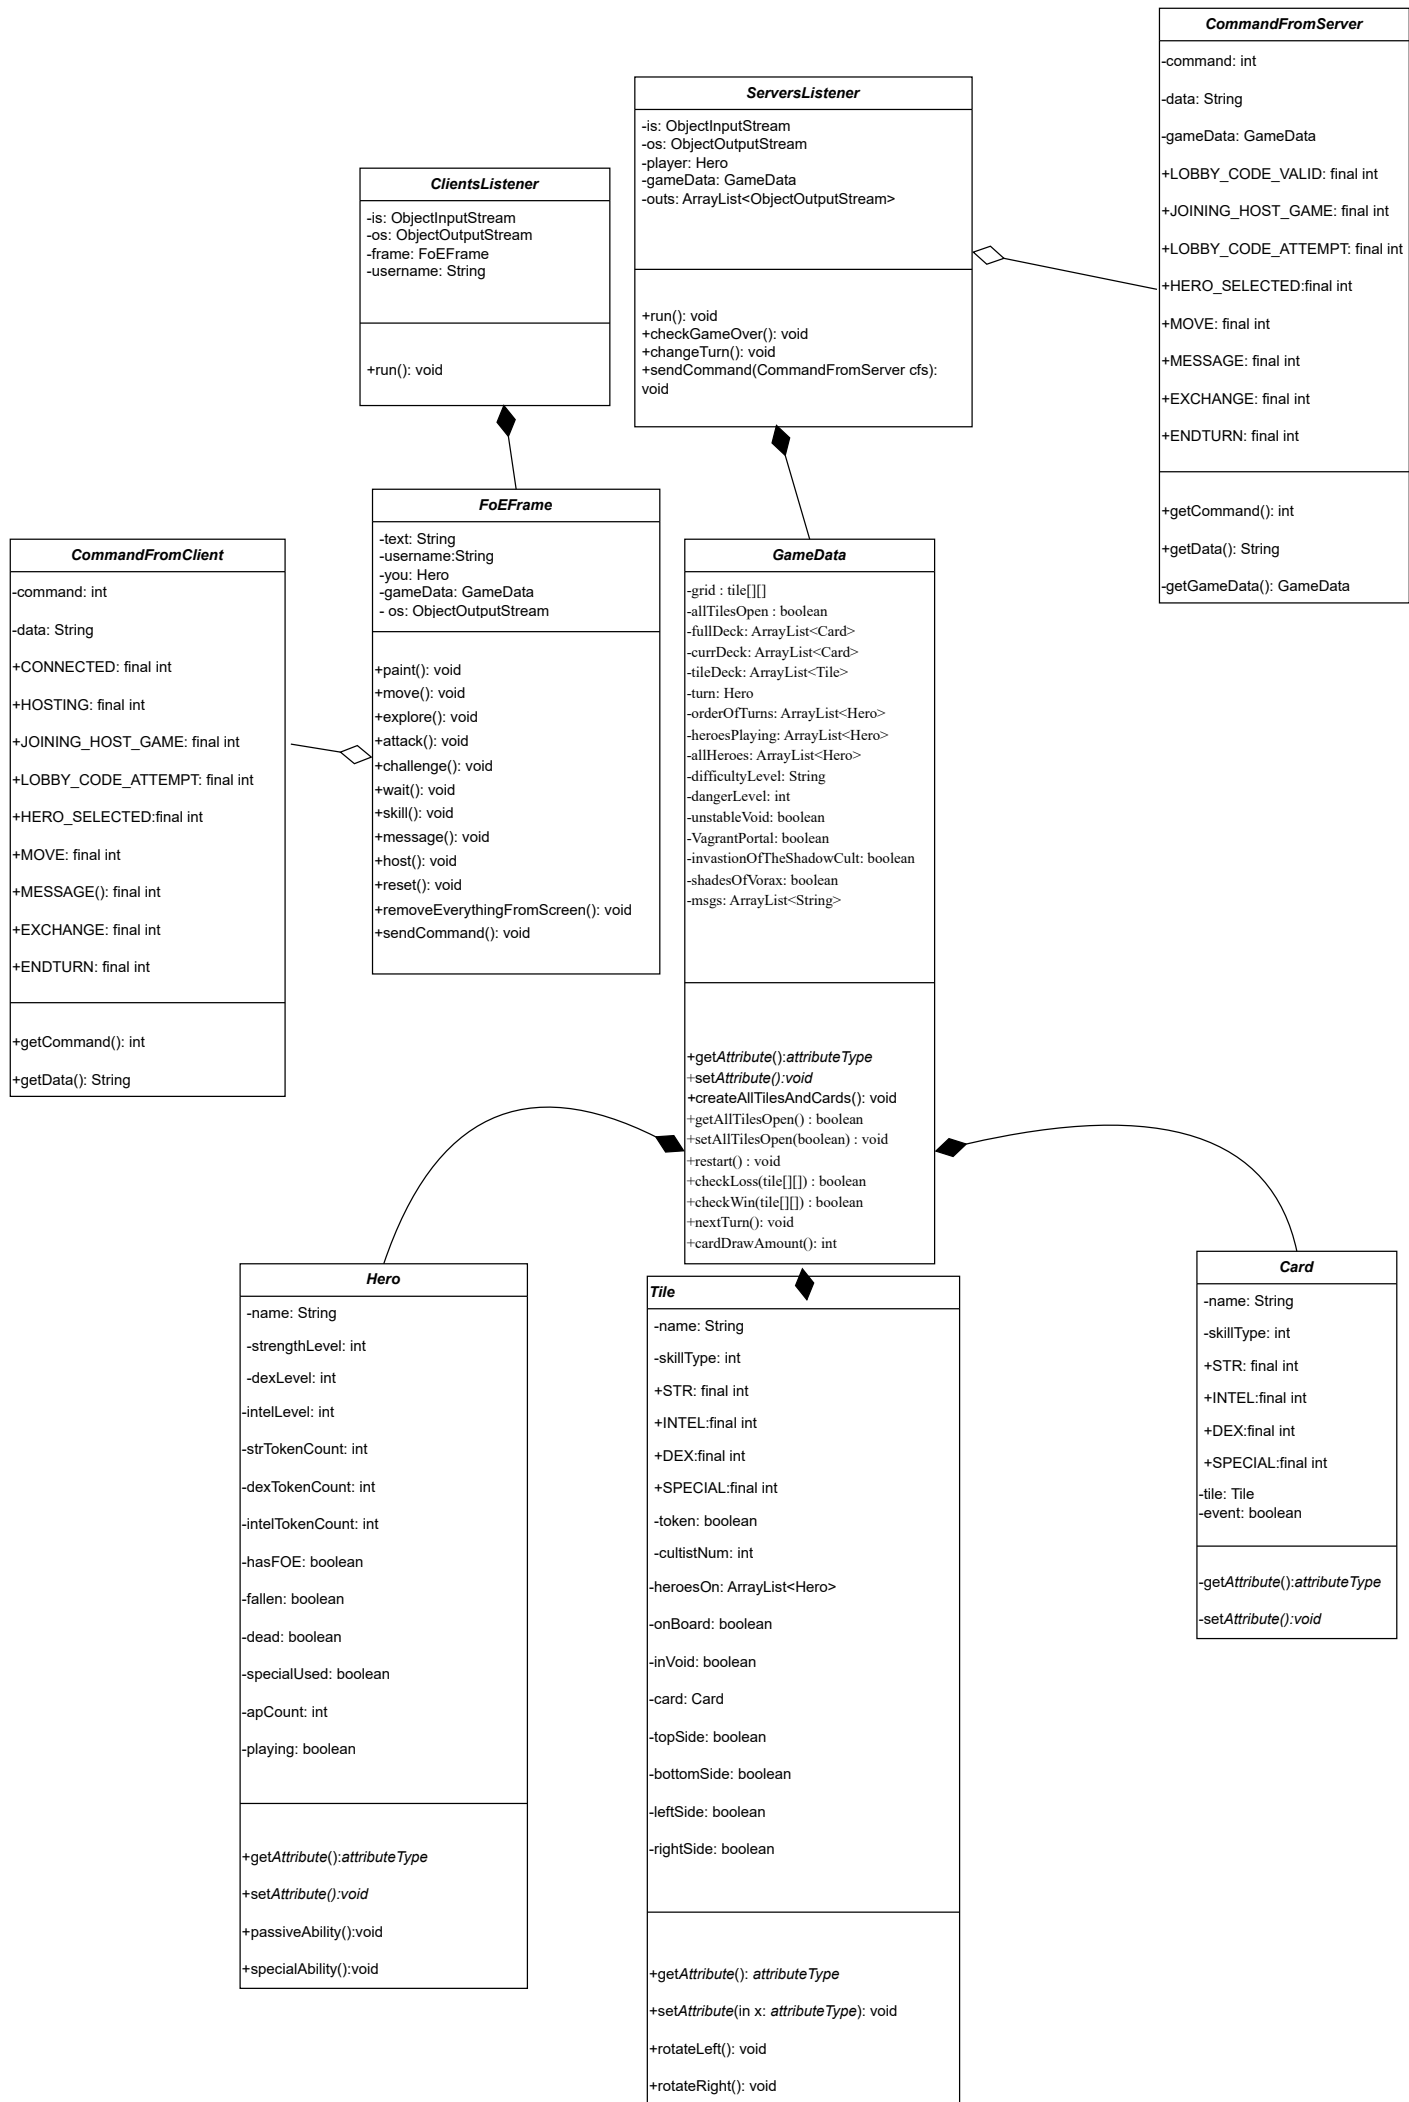 CommandFromServer
-command: int
-data: String
-gameData: GameData
+LOBBY_CODE_VALID: final int
+JOINING_HOST_GAME: final int
+LOBBY_CODE_ATTEMPT: final int
+HERO_SELECTED:final int
+MOVE: final int
+MESSAGE: final int
+EXCHANGE: final int
+ENDTURN: final int
+getCommand(): int
+getData(): String
-getGameData(): GameData
ServersListener
-is: ObjectInputStream
-os: ObjectOutputStream
-player: Hero
-gameData: GameData
-outs: ArrayList<ObjectOutputStream>
+run(): void
+checkGameOver(): void
+changeTurn(): void
+sendCommand(CommandFromServer cfs):
void
ClientsListener
-is: ObjectInputStream
-os: ObjectOutputStream
-frame: FoEFrame
-username: String
+run(): void
FoEFrame
-text: String
-username:String
-you: Hero
-gameData: GameData
- os: ObjectOutputStream
+paint(): void
+move(): void
+explore(): void
+attack(): void
+challenge(): void
+wait(): void
+skill(): void
+message(): void
+host(): void
+reset(): void
+removeEverythingFromScreen(): void
+sendCommand(): void
CommandFromClient
-command: int
-data: String
+CONNECTED: final int
+HOSTING: final int
+JOINING_HOST_GAME: final int
+LOBBY_CODE_ATTEMPT: final int
+HERO_SELECTED:final int
+MOVE: final int
+MESSAGE(): final int
+EXCHANGE: final int
+ENDTURN: final int
+getCommand(): int
+getData(): String
GameData
-grid : tile[][]
-allTilesOpen : boolean
-fullDeck: ArrayList<Card>
-currDeck: ArrayList<Card>
-tileDeck: ArrayList<Tile>
-turn: Hero
-orderOfTurns: ArrayList<Hero>
-heroesPlaying: ArrayList<Hero>
-allHeroes: ArrayList<Hero>
-difficultyLevel: String
-dangerLevel: int
-unstableVoid: boolean
-VagrantPortal: boolean
-invastionOfTheShadowCult: boolean
-shadesOfVorax: boolean
-msgs: ArrayList<String>
+getAttribute():attributeType
+setAttribute():void
+createAllTilesAndCards(): void
+getAllTilesOpen() : boolean
+setAllTilesOpen(boolean) : void
+restart() : void
+checkLoss(tile[][]) : boolean
+checkWin(tile[][]) : boolean
+nextTurn(): void
+cardDrawAmount(): int
Hero
-name: String
-strengthLevel: int
-dexLevel: int
-intelLevel: int
-strTokenCount: int
-dexTokenCount: int
-intelTokenCount: int
-hasFOE: boolean
-fallen: boolean
-dead: boolean
-specialUsed: boolean
-apCount: int
-playing: boolean
+getAttribute():attributeType
+setAttribute():void
+passiveAbility():void
+specialAbility():void
Tile
-name: String
-skillType: int
+STR: final int
+INTEL:final int
+DEX:final int
+SPECIAL:final int
-token: boolean
-cultistNum: int
-heroesOn: ArrayList<Hero>
-onBoard: boolean
-inVoid: boolean
-card: Card
-topSide: boolean
-bottomSide: boolean
-leftSide: boolean
-rightSide: boolean
+getAttribute(): attributeType
+setAttribute(in x: attributeType): void
+rotateLeft(): void
+rotateRight(): void
Card
-name: String
-skillType: int
+STR: final int
+INTEL:final int
+DEX:final int
+SPECIAL:final int
-tile: Tile
-event: boolean
-getAttribute():attributeType
-setAttribute():void